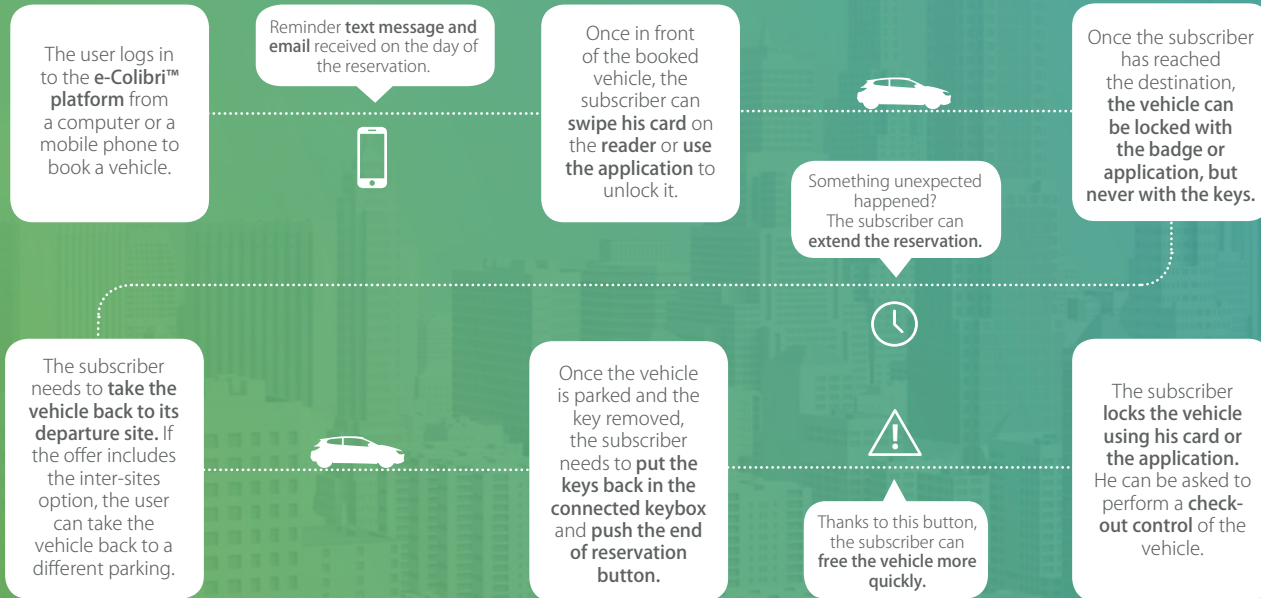 The user logs in
to the e-Colibri™
platform from
a computer or a
mobile phone to
book a vehicle.
Reminder text message and
email received on the day of
the reservation.
Once in front
of the booked
vehicle, the
subscriber can
swipe his card on
the reader or use
the application to
unlock it.
Something unexpected
happened?
The subscriber can
extend the reservation.
Once the subscriber
has reached
the destination,
the vehicle can
be locked with
the badge or
application, but
never with the keys.
The subscriber
needs to take the
vehicle back to its
departure site. If
the offer includes
the inter-sites
option, the user
can take the
vehicle back to a
different parking.
Once the vehicle
is parked and the
key removed,
the subscriber
needs to put the
keys back in the
connected keybox
and push the end
of reservation
button.
Thanks to this button,
the subscriber can
free the vehicle more
quickly.
The subscriber
locks the vehicle
using his card or
the application.
He can be asked to
perform a check-
out control of the
vehicle.